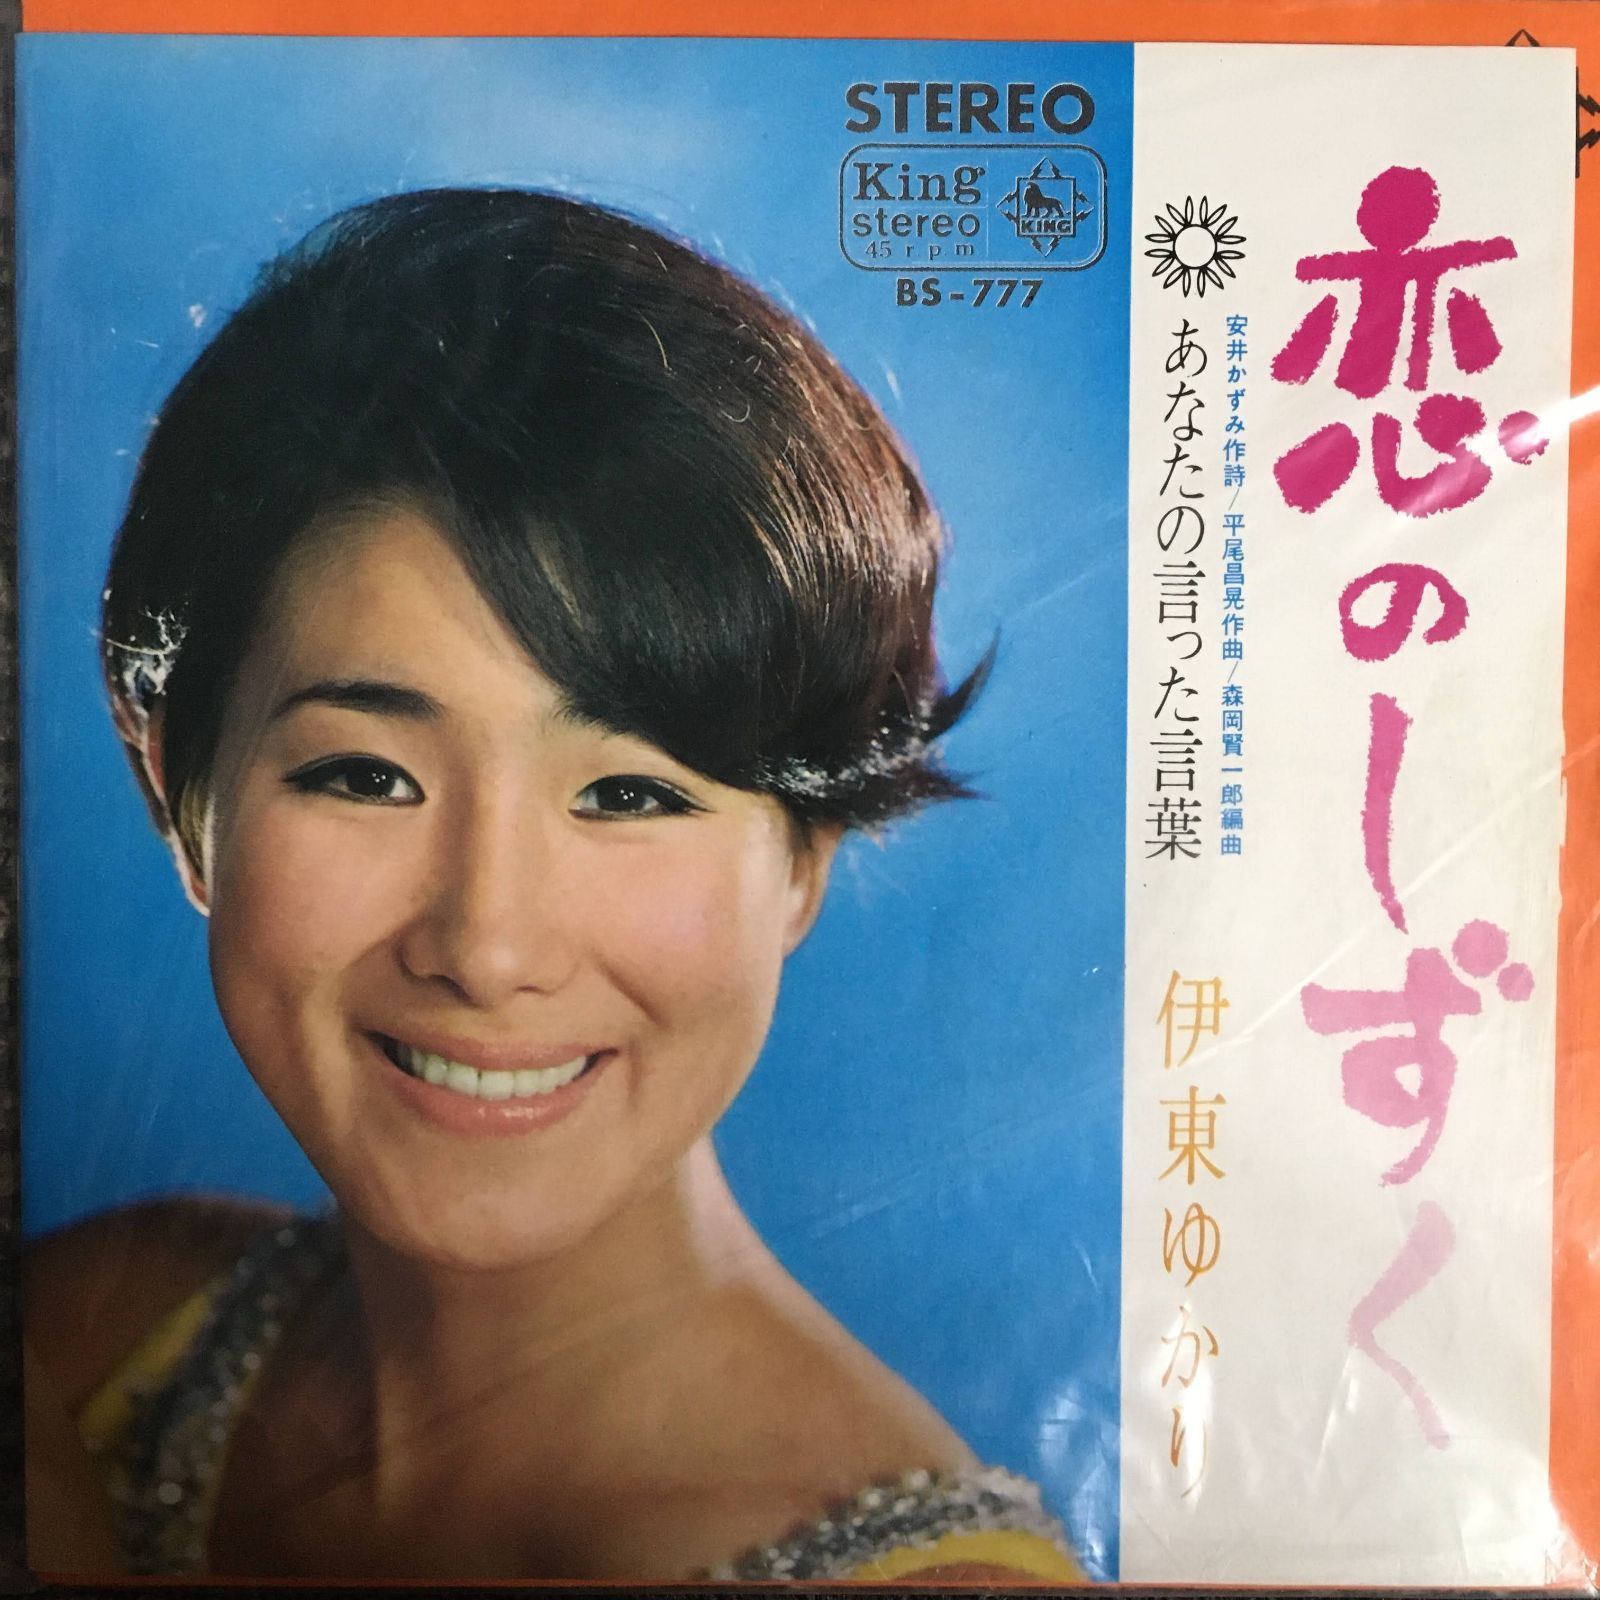 STEREO
King
stereo
45 rpm
KING
BS-777
恋のしずく
安井かずみ作詩/平尾昌晃作曲/森岡賢一郎編曲
あなたの言った言葉
伊東ゆかり